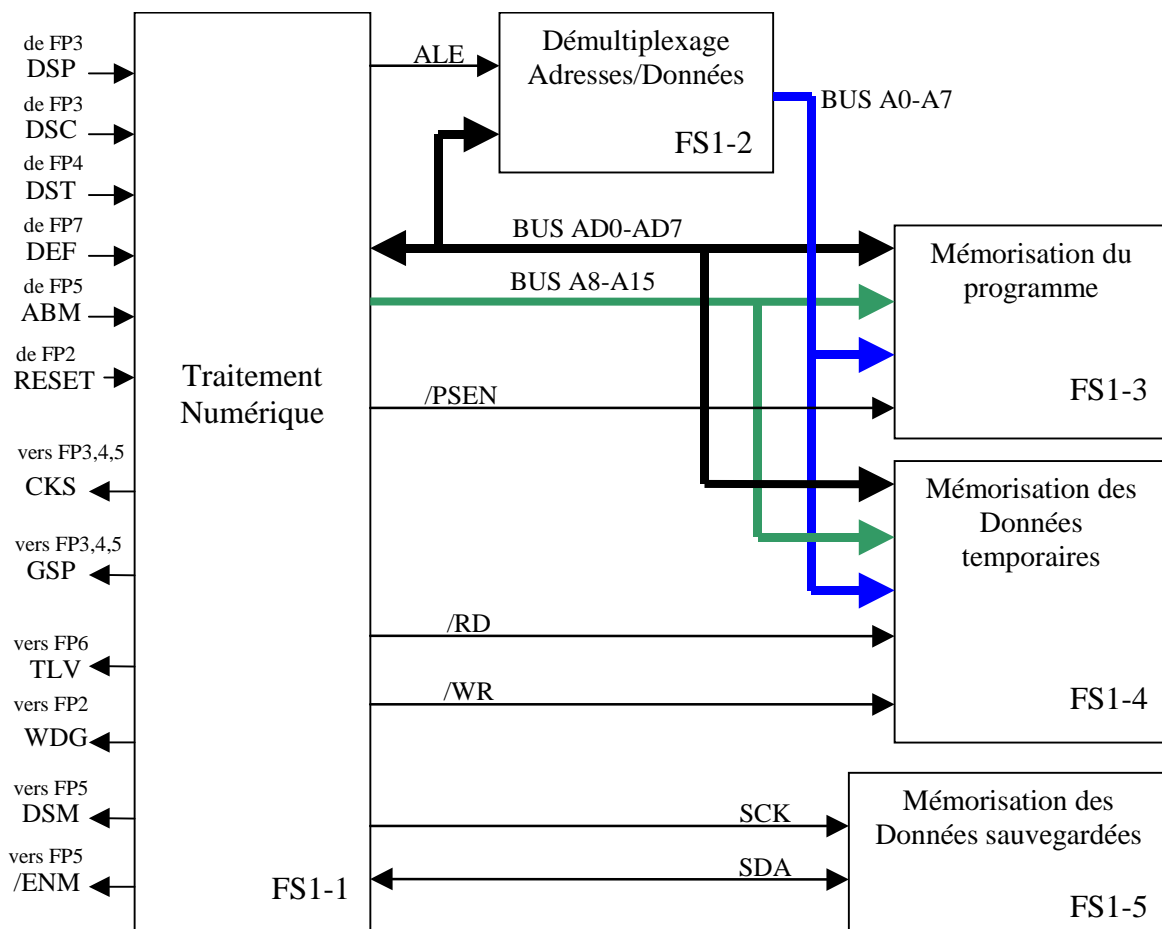 de FP3
DSP
de FP3
DSC
de FP4
DST
de FP7
DEF
de FP5
ABM
de FP2
RESET
vers FP3,4,5
CKS
vers FP3,4,5
GSP
vers FP6
TLV
vers FP2
WDG
vers FP5
DSM
vers FP5
/ENM
Traitement
Numérique
FS1-1
ALE
Démultiplexage
Adresses/Données
FS1-2
BUS A0-A7
BUS AD0-AD7
BUS A8-A15
/PSEN
Mémorisation du
programme
FS1-3
/RD
/WR
Mémorisation des
Données
temporaires
FS1-4
SCK
SDA
Mémorisation des
Données sauvegardées
FS1-5